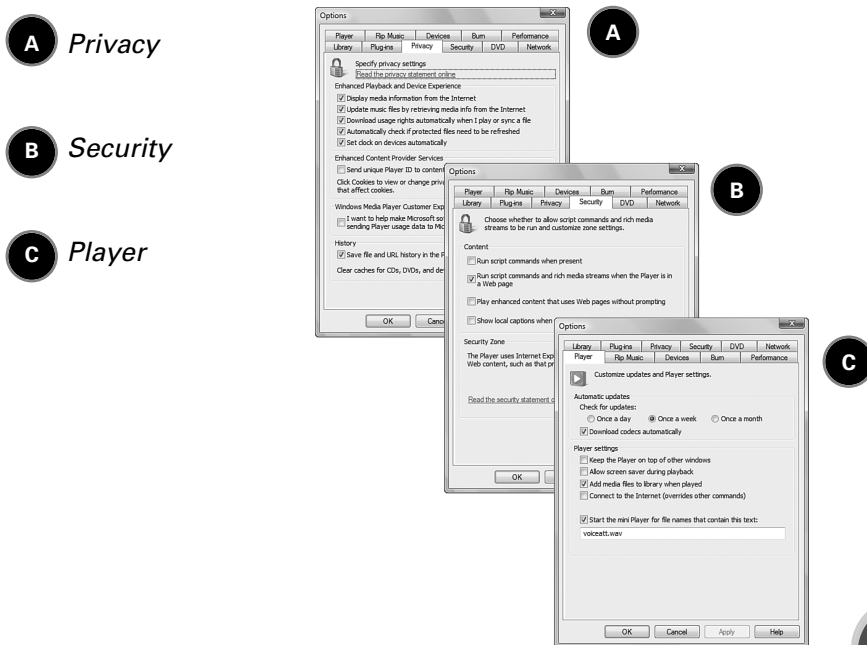 A Privacy
B Security
C Player
A
Options
Player Rip Music Devices Burn Performance
Library Plug-ins Privacy Security DVD Network
Specify privacy settings
Read the privacy statement online
Enhanced Playback and Device Experience
Display media information from the Internet
Update music files by retrieving media info from the Internet
Download usage rights automatically when I play or sync a file
Automatically check if protected files need to be refreshed
Set clock on devices automatically
Enhanced Content Provider Services
Send unique Player ID to content
Click Cookies to view or change
that affect cookies.
Windows Media Player Customer
I want to help make Microsoft
sending Player usage data to
History
Save file and URL history in the
Clear caches for CDs, DVDs, and
OK
B
Options
Player Rip Music Devices Burn Performance
Library Plug-ins Privacy Security DVD Network
Choose whether to allow script commands and rich media
streams to be run and customize zone settings.
Content
Run script commands when present
Run script commands and rich media streams when the Player is in
a Web page
Play enhanced content that uses Web pages without prompting
Show local captions when
Security Zone
The Player uses Internet
Web content, such as that
Read the security statement
OK
C
Options
Library Plug-ins Privacy Security DVD Network
Player Rip Music Devices Burn Performance
Customize updates and Player settings.
Automatic updates
Check for updates:
Once a day Once a week Once a month
Download codecs automatically
Player settings
Keep the Player on top of other windows
Allow screen saver during playback
Add media files to library when played
Connect to the Internet (overrides other commands)
Start the mini Player for file names that contain this text:
voiceatt.wav
OK Cancel Apply Help